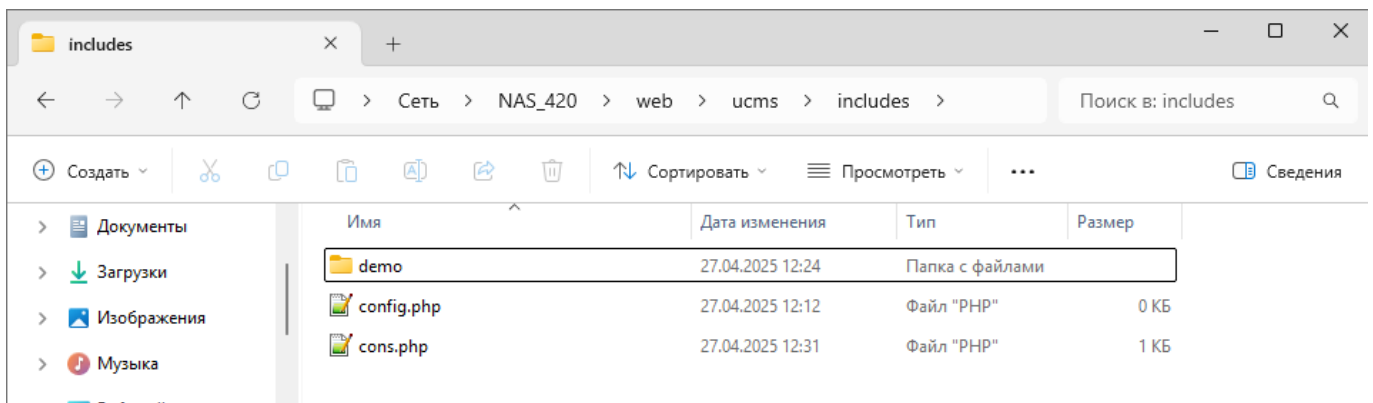 includes
Сеть > NAS_420 > web > ucms > includes >
Поиск в: includes
Создать
Сортировать
Просмотреть
Сведения
Документы
Загрузки
Изображения
Музыка
Имя Дата изменения Тип Размер
demo 27.04.2025 12:24 Папка с файлами
config.php 27.04.2025 12:12 Файл "PHP" 0 КБ
cons.php 27.04.2025 12:31 Файл "PHP" 1 КБ